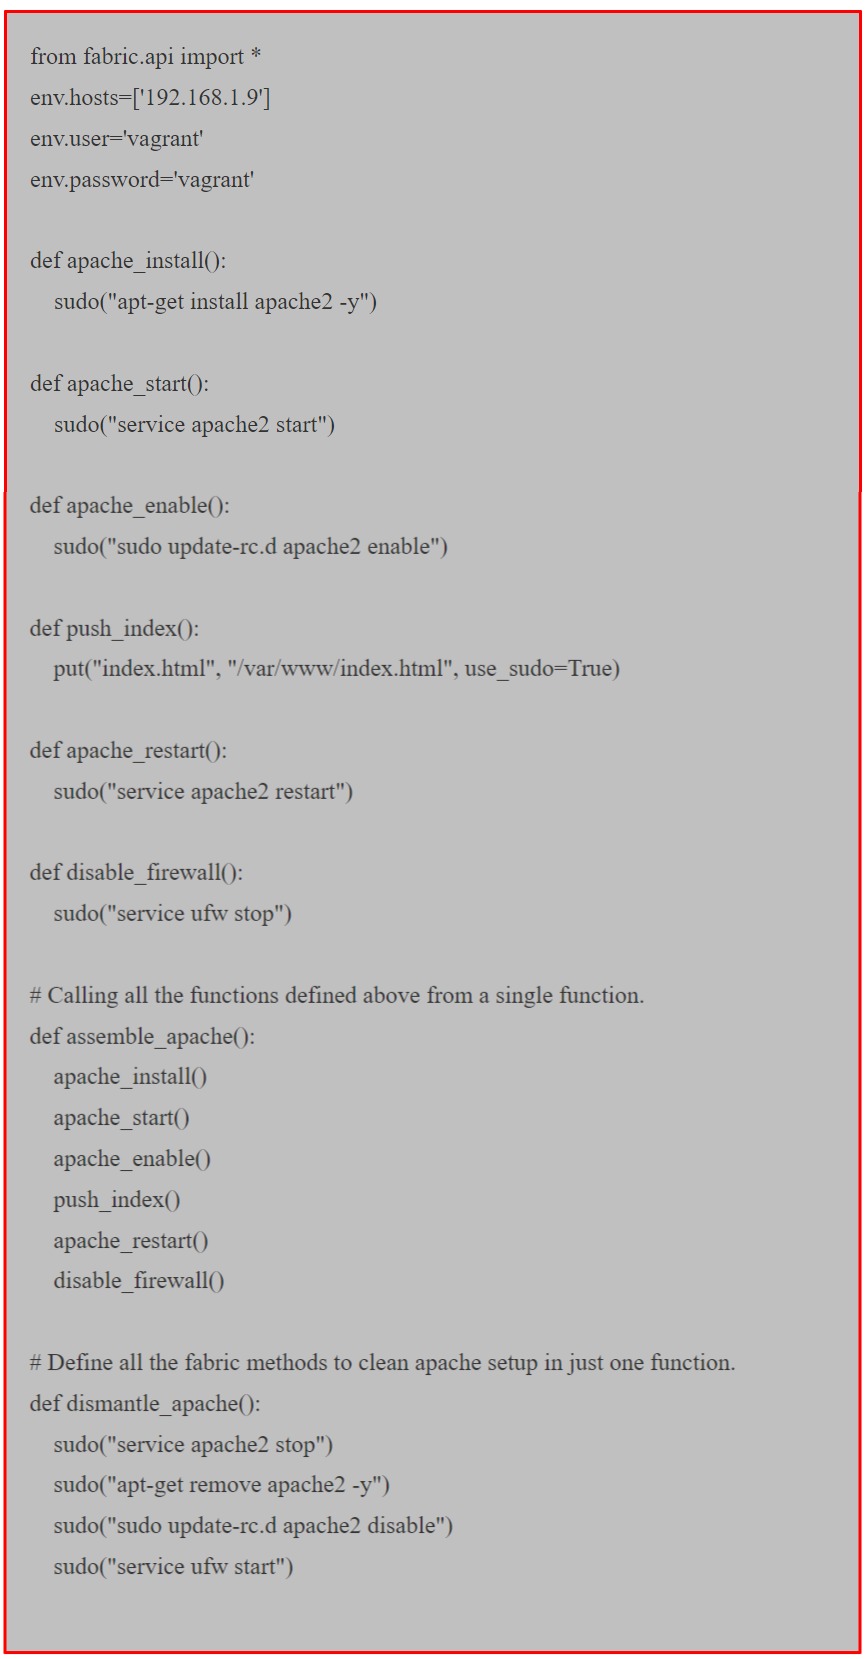 from fabric.api import *
env.hosts=['192.168.1.9']
env.user='vagrant'
env.password='vagrant'

def apache_install():
    sudo("apt-get install apache2 -y")

def apache_start():
    sudo("service apache2 start")

def apache_enable():
    sudo("sudo update-rc.d apache2 enable")

def push_index():
    put("index.html", "/var/www/index.html", use_sudo=True)

def apache_restart():
    sudo("service apache2 restart")

def disable_firewall():
    sudo("service ufw stop")

# Calling all the functions defined above from a single function.
def assemble_apache():
    apache_install()
    apache_start()
    apache_enable()
    push_index()
    apache_restart()
    disable_firewall()

# Define all the fabric methods to clean apache setup in just one function.
def dismantle_apache():
    sudo("service apache2 stop")
    sudo("apt-get remove apache2 -y")
    sudo("sudo update-rc.d apache2 disable")
    sudo("service ufw start")